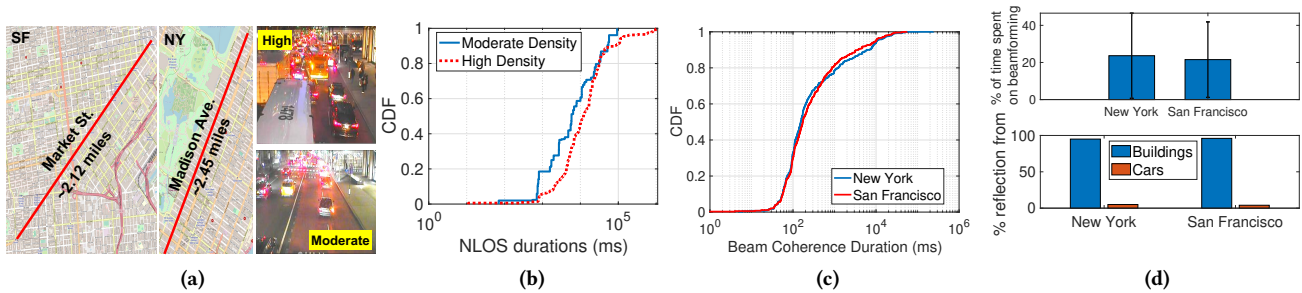 SF
Market St.
~2.12 miles
NY
Madison Ave.
~2.45 miles
High
Moderate
(a)
CDF
1
0.8
0.6
0.4
0.2
0
Moderate Density
High Density
10^0
10^5
NLOS durations (ms)
(b)
CDF
1
0.8
0.6
0.4
0.2
0
New York
San Francisco
10^0
10^2
10^4
10^6
Beam Coherence Duration (ms)
(c)
% of time spent
on beamforming
40
20
0
New York
San Francisco
% reflection from
100
50
0
Buildings
Cars
New York
San Francisco
(d)